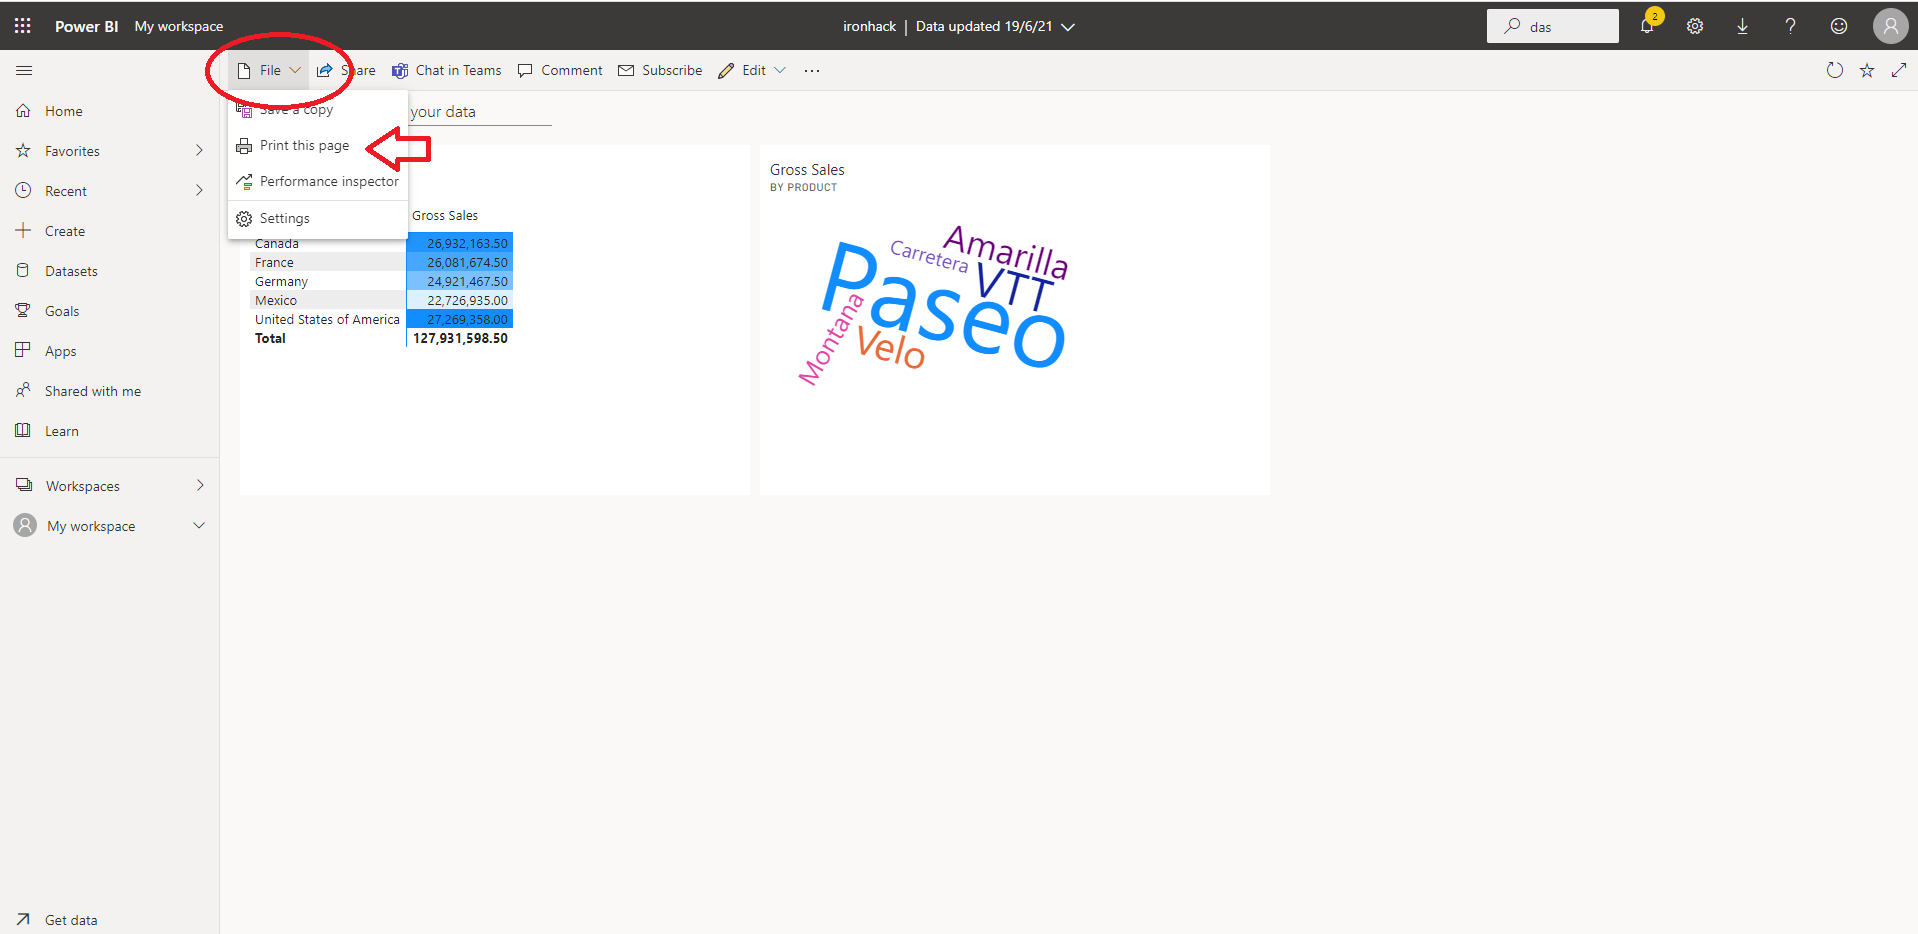 Power BI My workspace
ironhack | Data updated 19/6/21
das
2
File Share Chat in Teams Comment Subscribe Edit ...
Home
Favorites
Recent
Create
Datasets
Goals
Apps
Shared with me
Learn
Workspaces
My workspace
Get data
Save a copy
Print this page
Performance inspector
Settings
your data
Gross Sales
Canada 26,932,163.50
France 26,081,674.50
Germany 24,921,467.50
Mexico 22,726,935.00
United States of America 27,269,358.00
Total 127,931,598.50
Gross Sales
BY PRODUCT
Amarilla
Carretera
VTT
Paseo
Montana
Velo